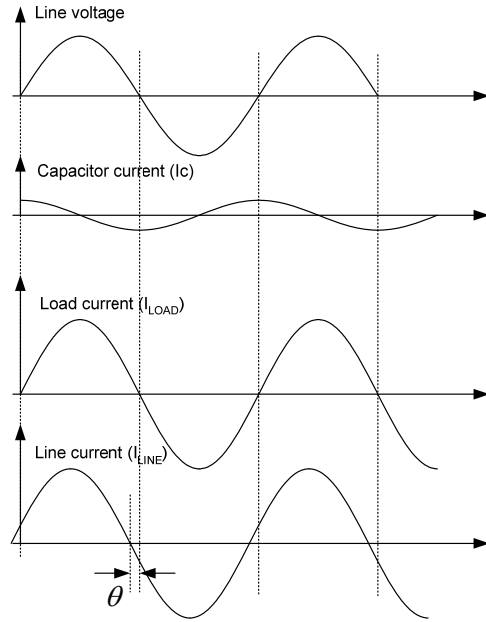 Line voltage
Capacitor current (Ic)
Load current (I_LOAD)
Line current (I_LINE)
θ